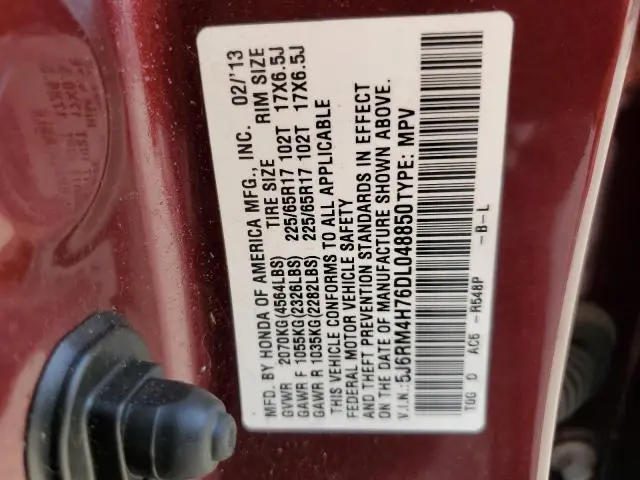 MFD. BY HONDA OF AMERICA MFG., INC. 02/'13
TIRE SIZE RIM SIZE
GVWR 2070KG(4564LBS)
GAWR F 1055KG(2326LBS) 225/65R17 102T 17X6.5J
GAWR R 1035KG(2282LBS) 225/65R17 102T 17X6.5J
THIS VEHICLE CONFORMS TO ALL APPLICABLE
FEDERAL MOTOR VEHICLE SAFETY
AND THEFT PREVENTION STANDARDS IN EFFECT
ON THE DATE OF MANUFACTURE SHOWN ABOVE.
V.I.N.:5J6RM4H76DL048850 TYPE: MPV
TUG D AC6 -R548P -B-L